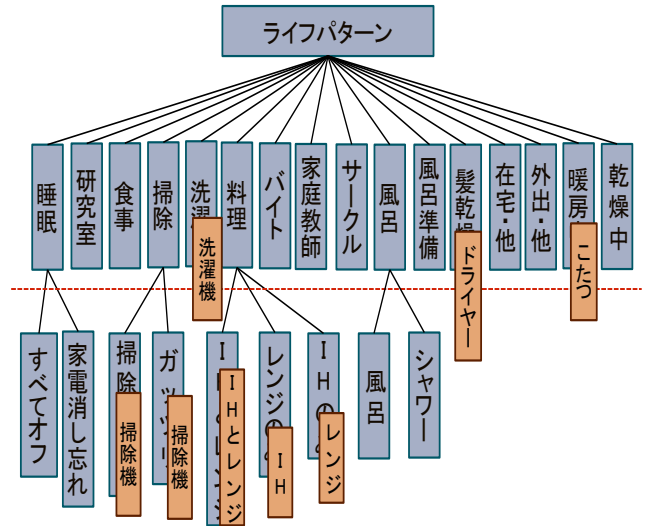 ライフパターン
睡眠
研究室
食事
掃除
洗濯
料理
バイト
家庭教師
サークル
風呂
風呂準備
髪乾燥
在宅・他
外出・他
暖房
乾燥中
洗濯機
ドライヤー
こたつ
すべてオフ
家電消し忘れ
掃除
掃除機
ガッツリ
掃除機
IHとレンジ
IHとレンジ
レンジの
IH
IHの
レンジ
風呂
シャワー